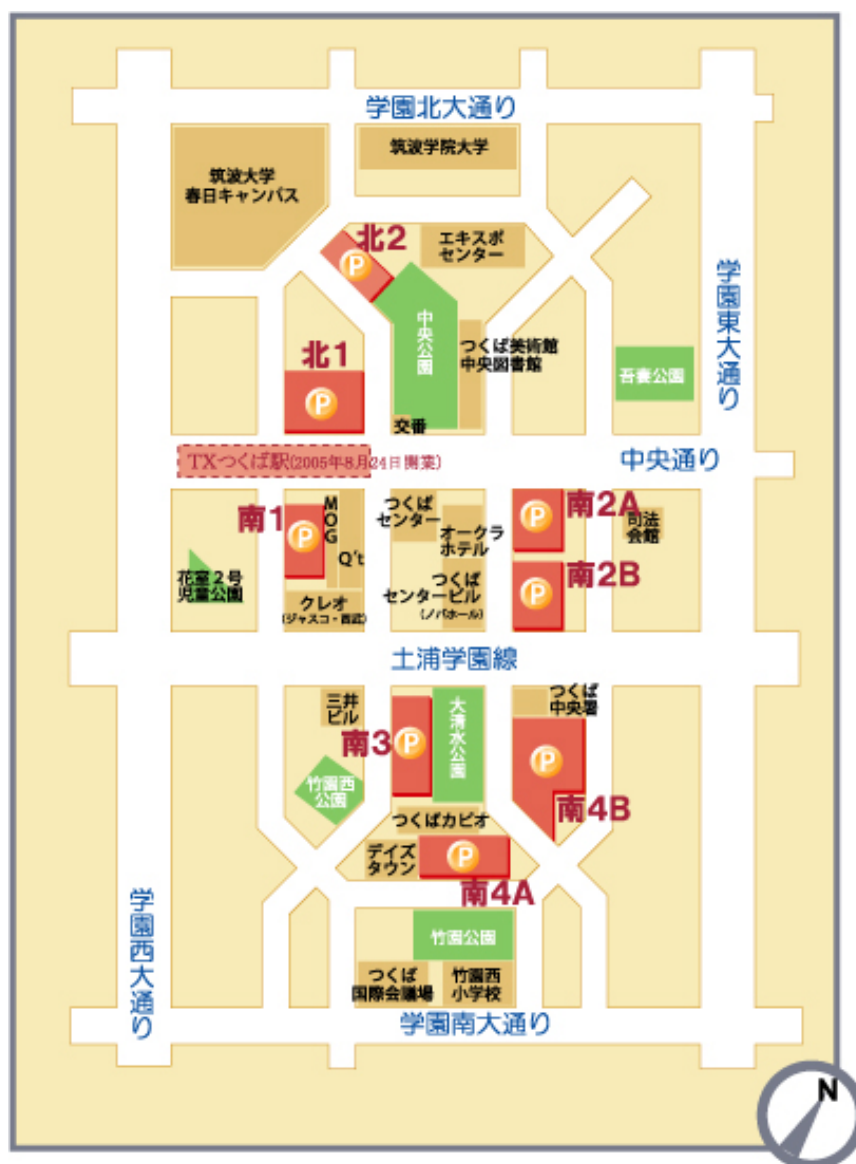 学園北大通り
筑波学院大学
筑波大学
春日キャンパス
北2
P
エキスポ
センター
学園東大通り
中央公園
つくば美術館
中央図書館
北1
P
吾妻公園
交番
中央通り
TXつくば駅(2005年8月24日開業)
南1
P
MOG
Q't
つくば
センター
オークラ
ホテル
南2A
P
司法
会館
南2B
P
花室2号
児童公園
クレオ
(ジャスコ・西武)
つくば
センタービル
(ノバホール)
土浦学園線
三井
ビル
南3
P
大清水公園
つくば
中央署
P
南4B
竹園西
公園
つくばカピオ
デイズ
タウン
P
南4A
学園西大通り
竹園公園
つくば
国際会議場
竹園西
小学校
学園南大通り
N